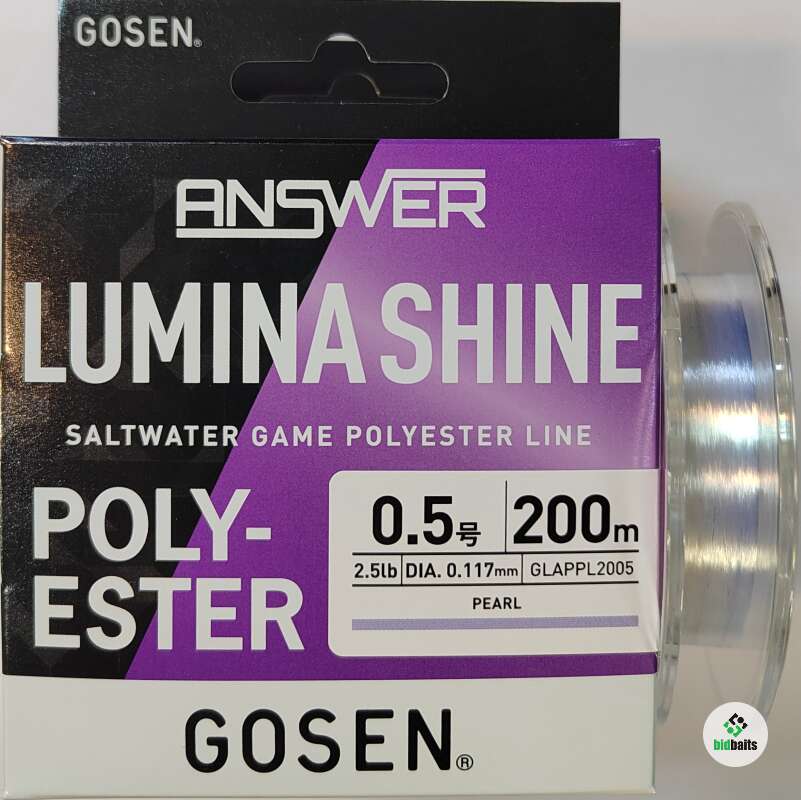 GOSEN®
ANSWER
LUMINA SHINE
SALTWATER GAME POLYESTER LINE
POLY-
ESTER
0.5号 200m
2.5lb DIA. 0.117mm GLAPPL2005
PEARL
GOSEN®
bidbaits